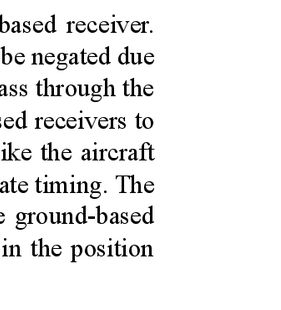 based receiver.
be negated due
ass through the
sed receivers to
ike the aircraft
ate timing. The
e ground-based
in the position